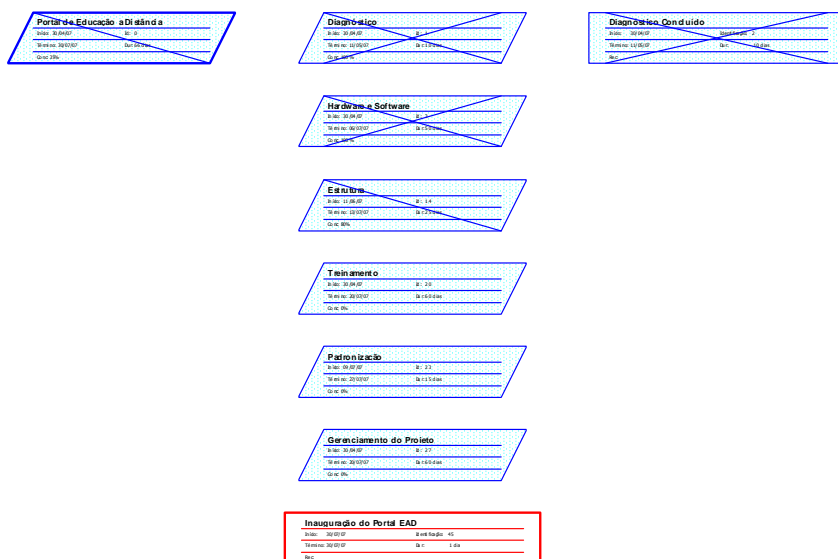 Portal de Educação a Distância
Início: 30/04/07 Id: 0
Término: 30/07/07 Dur: 66 dias
Conc: 25%
Diagnóstico
Início: 30/04/07 Id: 1
Término: 11/05/07 Dur: 10 dias
Conc: 100%
Diagnostico Concluido
Início: 30/04/07 Identificação: 2
Término: 11/05/07 Dur: 10 dias
Rec:
Hardware e Software
Início: 30/04/07 Id:
Término: 06/07/07 Dur: 50 dias
Conc: 100%
Estrutura
Início: 11/06/07 Id: 14
Término: 13/07/07 Dur: 25 dias
Conc: 80%
Treinamento
Início: 30/04/07 Id: 20
Término: 20/07/07 Dur: 60 dias
Conc: 0%
Padronização
Início: 09/07/07 Id: 23
Término: 27/07/07 Dur: 15 dias
Conc: 0%
Gerenciamento do Projeto
Início: 30/04/07 Id: 27
Término: 20/07/07 Dur: 60 dias
Conc: 0%
Inauguração do Portal EAD
Início: 30/07/07 Identificação: 45
Término: 30/07/07 Dur: 1 dia
Rec: